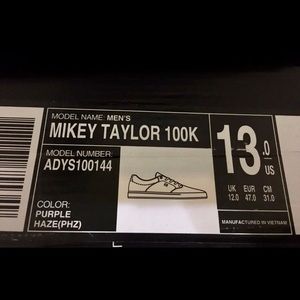 MODEL NAME: MEN'S
MIKEY TAYLOR 100K
MODEL NUMBER:
ADYS100144
COLOR:
PURPLE
HAZE(PHZ)
13.0
US
UK EUR CM
12.0 47.0 31.0
MANUFACTURED IN VIETNAM